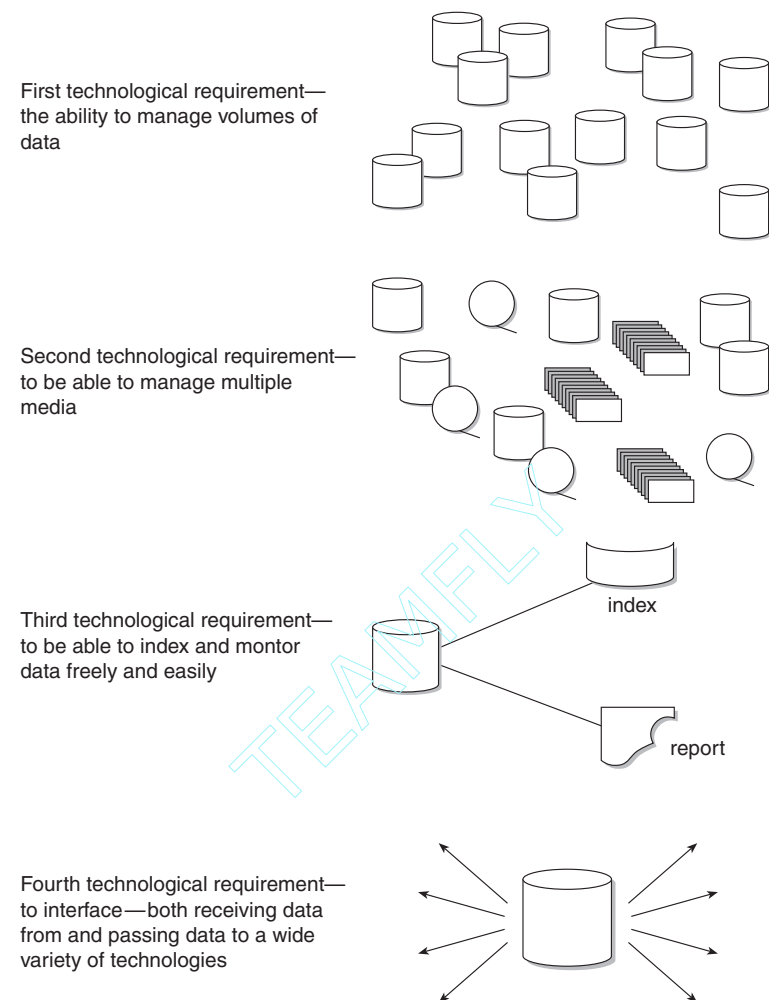 First technological requirement—
the ability to manage volumes of
data
Second technological requirement—
to be able to manage multiple
media
Third technological requirement—
to be able to index and montor
data freely and easily
index
report
TEAMFLY
Fourth technological requirement—
to interface—both receiving data
from and passing data to a wide
variety of technologies